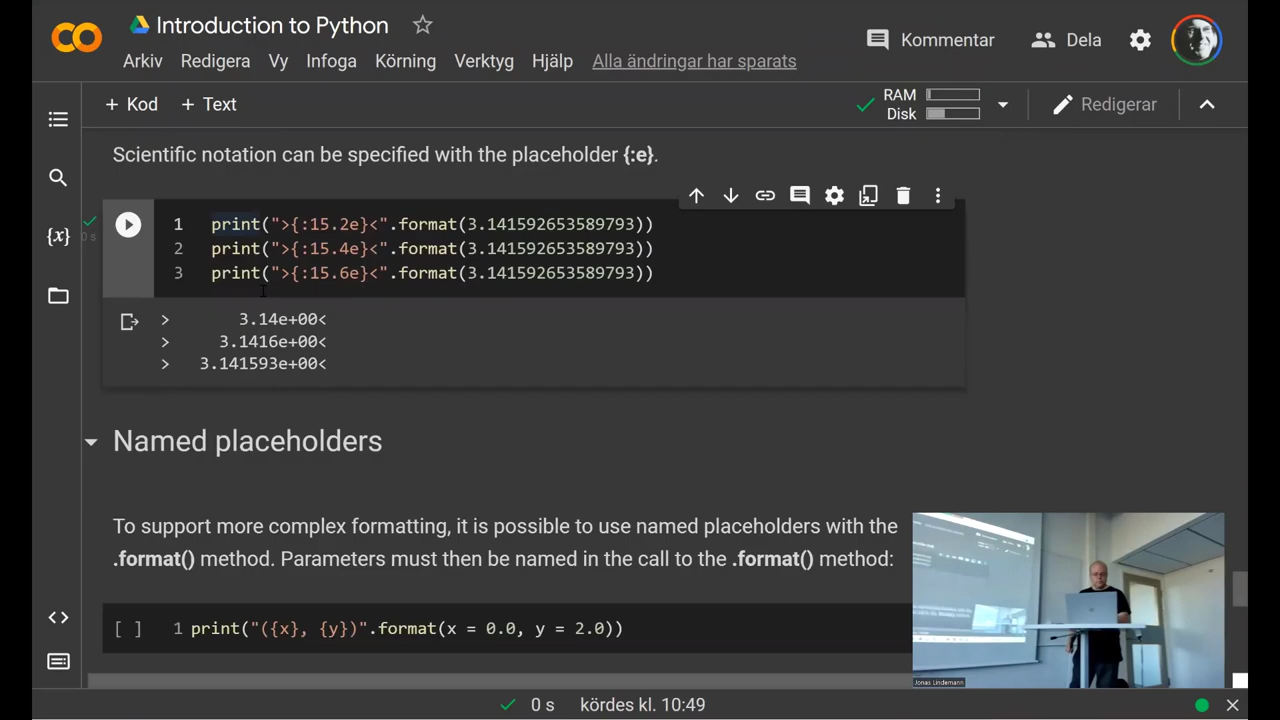 Introduction to Python
Kommentar
Dela
Arkiv Redigera Vy Infoga Körning Verktyg Hjälp Alla ändringar har sparats
+ Kod + Text
RAM
Disk
Redigerar
Scientific notation can be specified with the placeholder {:e}.
{x}
0 s
1 print(">{:15.2e}<".format(3.141592653589793))
2 print(">{:15.4e}<".format(3.141592653589793))
3 print(">{:15.6e}<".format(3.141592653589793))
> 3.14e+00<
> 3.1416e+00<
> 3.141593e+00<
Named placeholders
To support more complex formatting, it is possible to use named placeholders with the
.format() method. Parameters must then be named in the call to the .format() method:
[ ] 1 print("({x}, {y})".format(x = 0.0, y = 2.0))
Jonas Lindemann
0 s kördes kl. 10:49